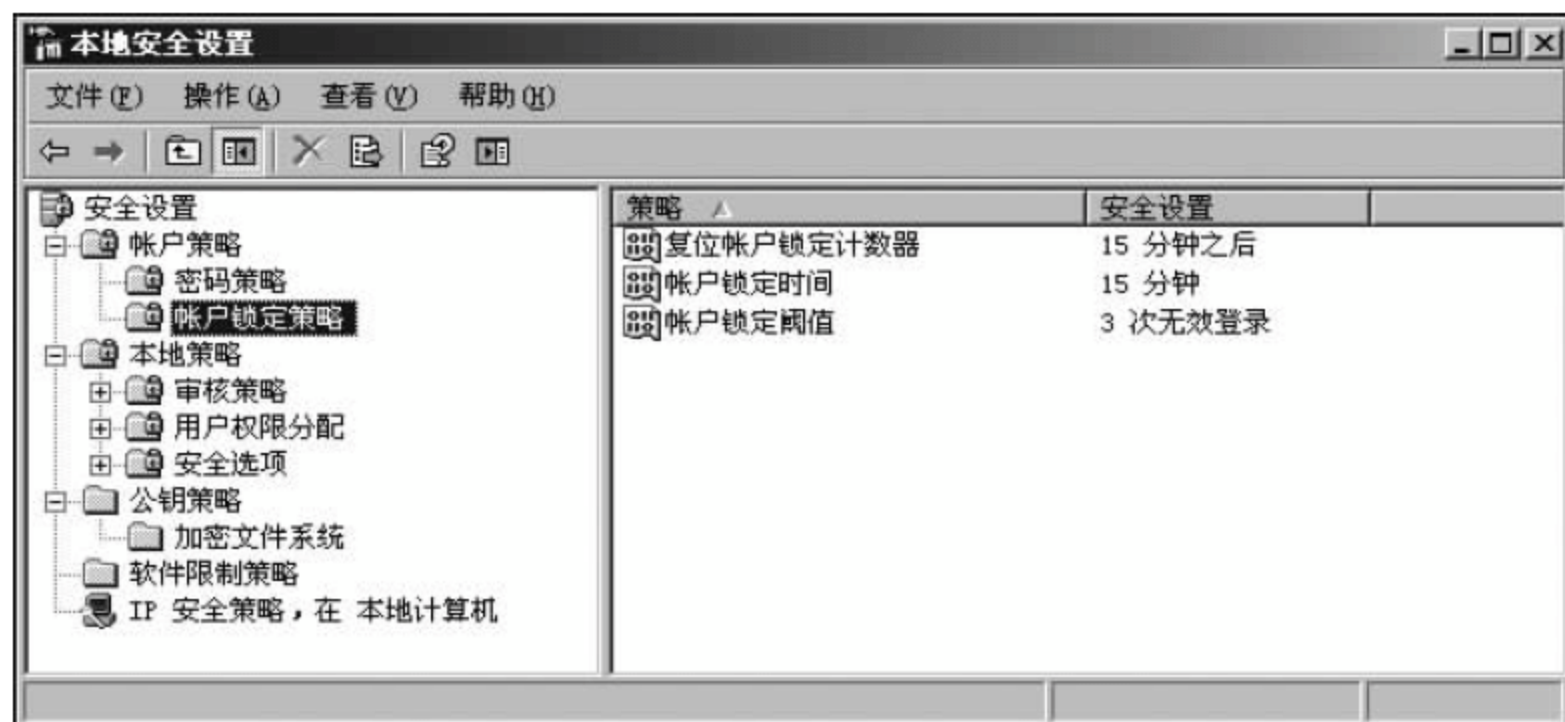 本地安全设置
文件(F) 操作(A) 查看(V) 帮助(H)
安全设置
帐户策略
密码策略
帐户锁定策略
本地策略
审核策略
用户权限分配
安全选项
公钥策略
加密文件系统
软件限制策略
IP 安全策略，在 本地计算机
策略 安全设置
复位帐户锁定计数器 15 分钟之后
帐户锁定时间 15 分钟
帐户锁定阈值 3 次无效登录